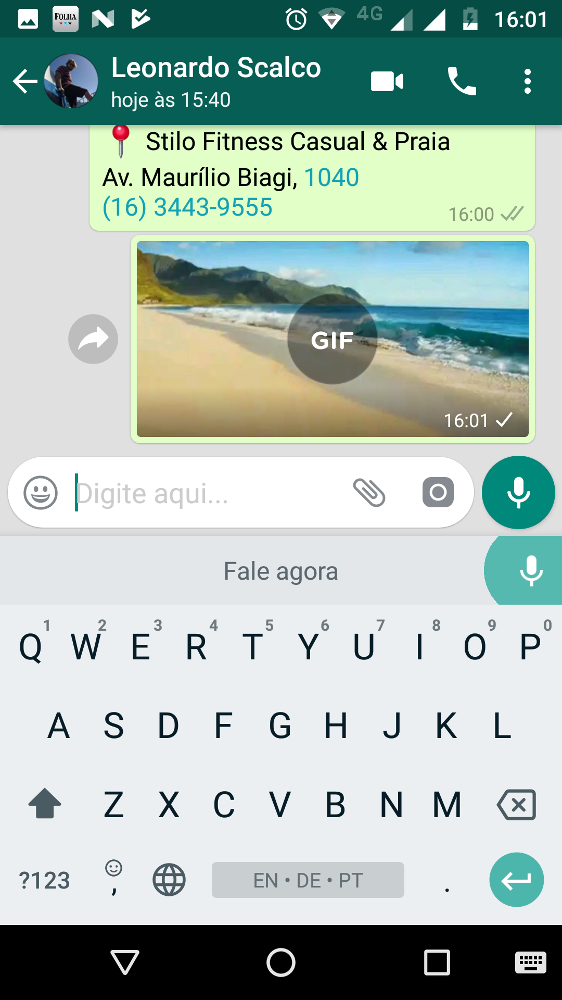 FOLHA
4G
16:01
Leonardo Scalco
hoje às 15:40
Stilo Fitness Casual & Praia
Av. Maurílio Biagi, 1040
(16) 3443-9555
16:00
GIF
16:01
Digite aqui...
Fale agora
1 2 3 4 5 6 7 8 9 0
Q W E R T Y U I O P
A S D F G H J K L
Z X C V B N M
?123 , EN • DE • PT .